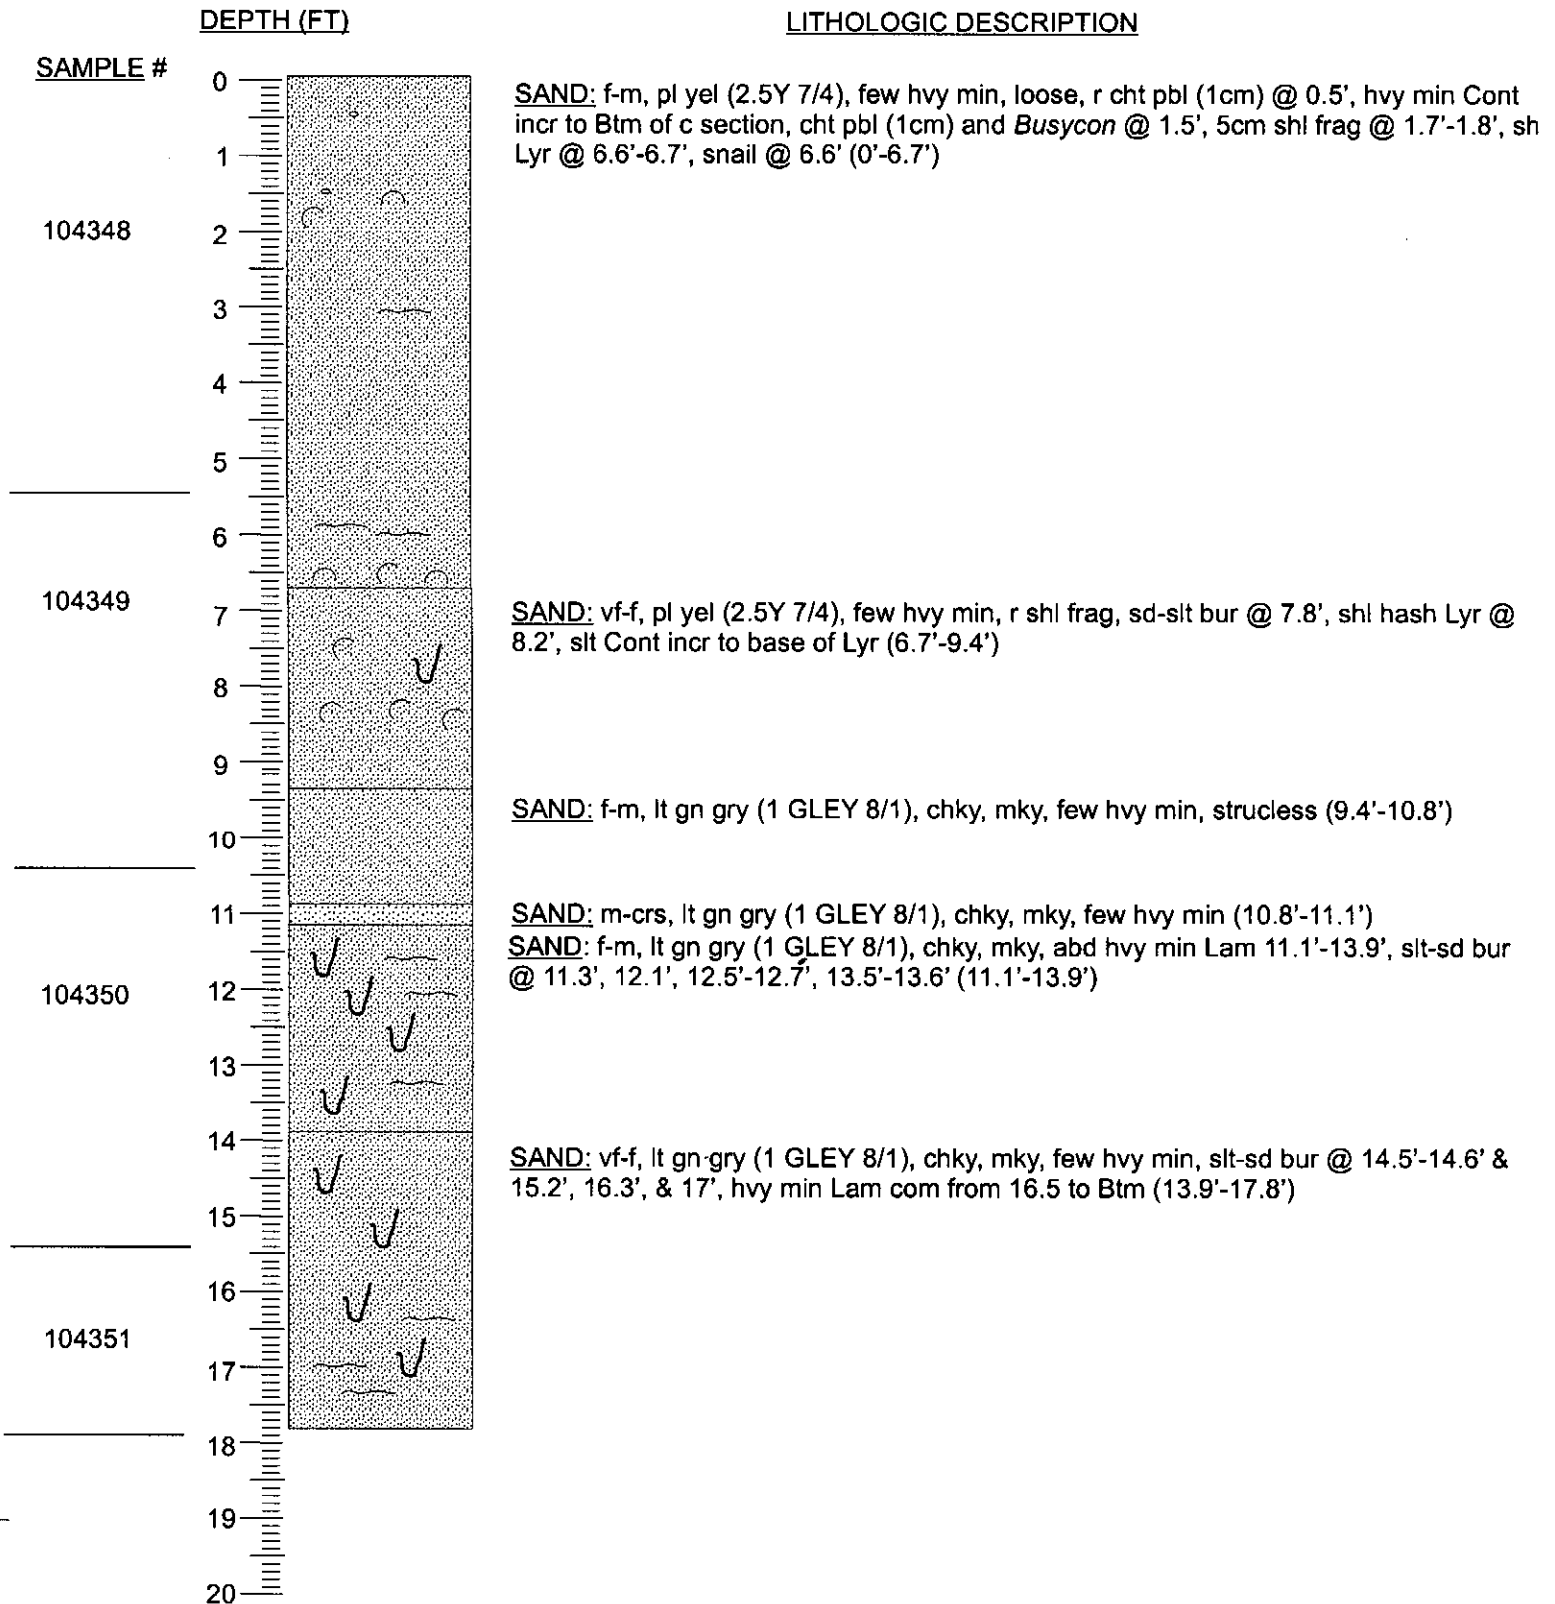 DEPTH (FT)
LITHOLOGIC DESCRIPTION
SAMPLE #
0
SAND: f-m, pl yel (2.5Y 7/4), few hvy min, loose, r cht pbl (1cm) @ 0.5', hvy min Cont
incr to Btm of c section, cht pbl (1cm) and Busycon @ 1.5', 5cm shl frag @ 1.7'-1.8', sh
Lyr @ 6.6'-6.7', snail @ 6.6' (0'-6.7')
1
104348
2
3
4
5
6
104349
7
SAND: vf-f, pl yel (2.5Y 7/4), few hvy min, r shl frag, sd-slt bur @ 7.8', shl hash Lyr @
8.2', slt Cont incr to base of Lyr (6.7'-9.4')
8
9
SAND: f-m, lt gn gry (1 GLEY 8/1), chky, mky, few hvy min, strucless (9.4'-10.8')
10
11
SAND: m-crs, lt gn gry (1 GLEY 8/1), chky, mky, few hvy min (10.8'-11.1')
SAND: f-m, lt gn gry (1 GLEY 8/1), chky, mky, abd hvy min Lam 11.1'-13.9', slt-sd bur
@ 11.3', 12.1', 12.5'-12.7', 13.5'-13.6' (11.1'-13.9')
104350
12
13
14
SAND: vf-f, lt gn gry (1 GLEY 8/1), chky, mky, few hvy min, slt-sd bur @ 14.5'-14.6' &
15.2', 16.3', & 17', hvy min Lam com from 16.5 to Btm (13.9'-17.8')
15
16
104351
17
18
19
20